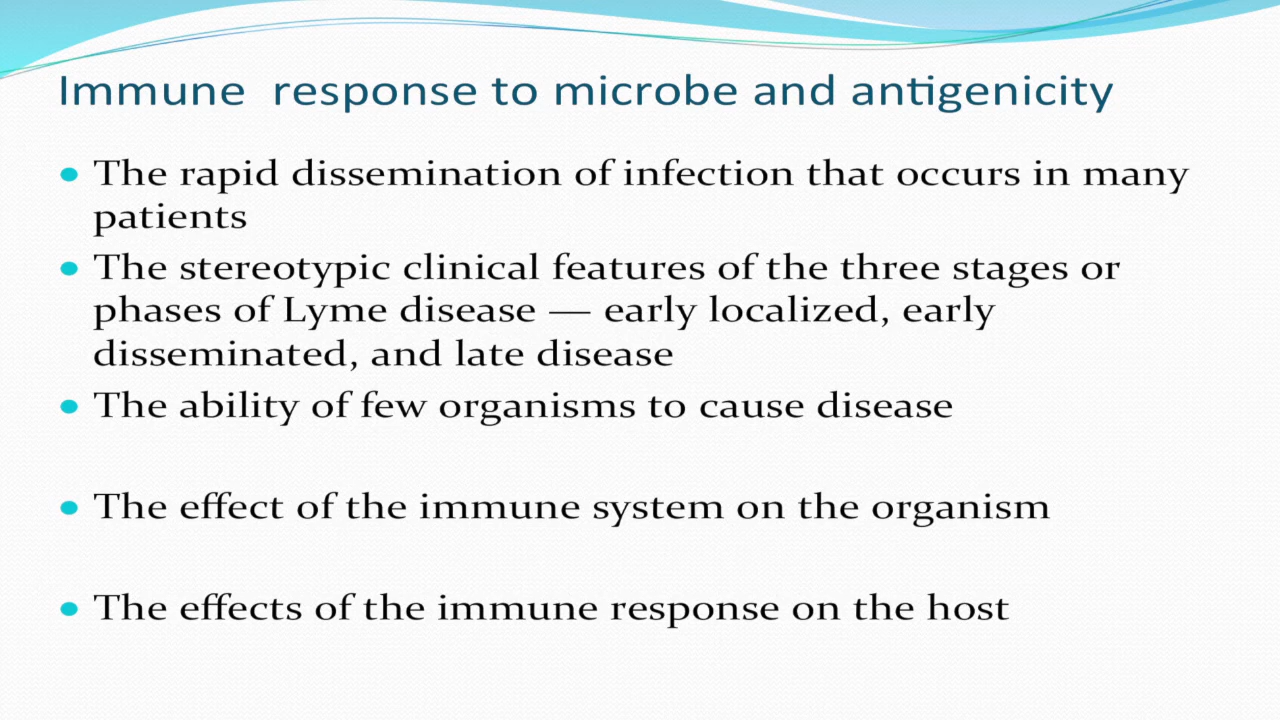 Immune  response to microbe and antigenicity
• The rapid dissemination of infection that occurs in many
patients
• The stereotypic clinical features of the three stages or
phases of Lyme disease — early localized, early
disseminated, and late disease
• The ability of few organisms to cause disease
• The effect of the immune system on the organism
• The effects of the immune response on the host